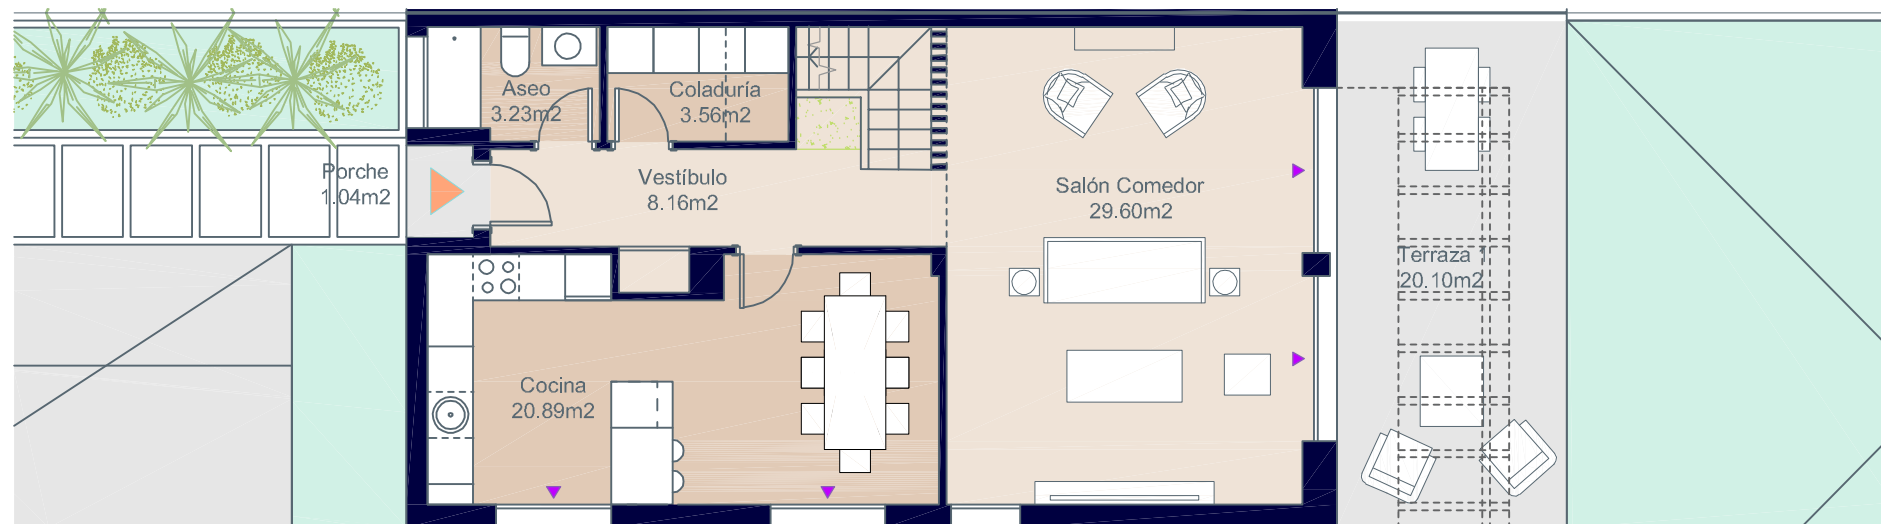 Aseo
3.23m2
Coladuría
3.56m2
Porche
1.04m2
Vestíbulo
8.16m2
Salón Comedor
29.60m2
Terraza 1
20.10m2
Cocina
20.89m2